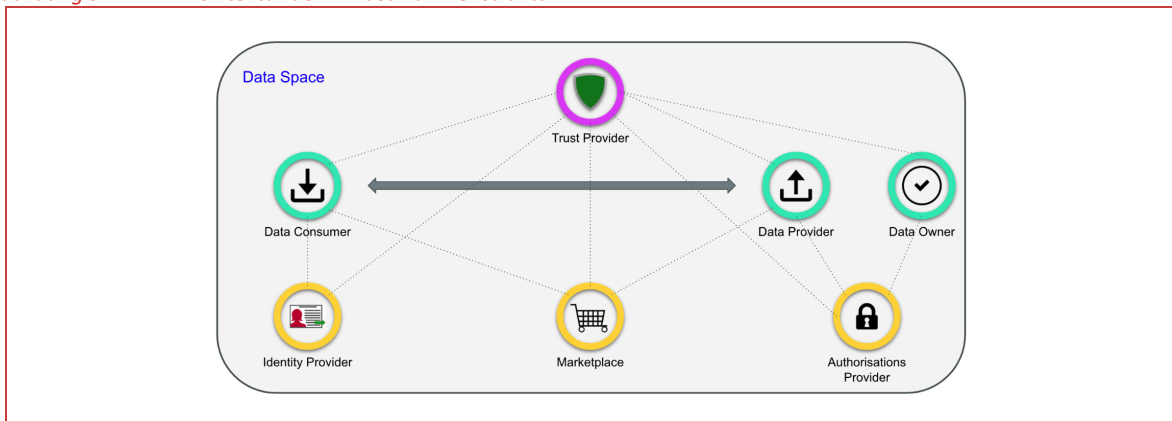 Data Space
Trust Provider
Data Consumer
Data Provider
Data Owner
Identity Provider
Marketplace
Authorisations
Provider